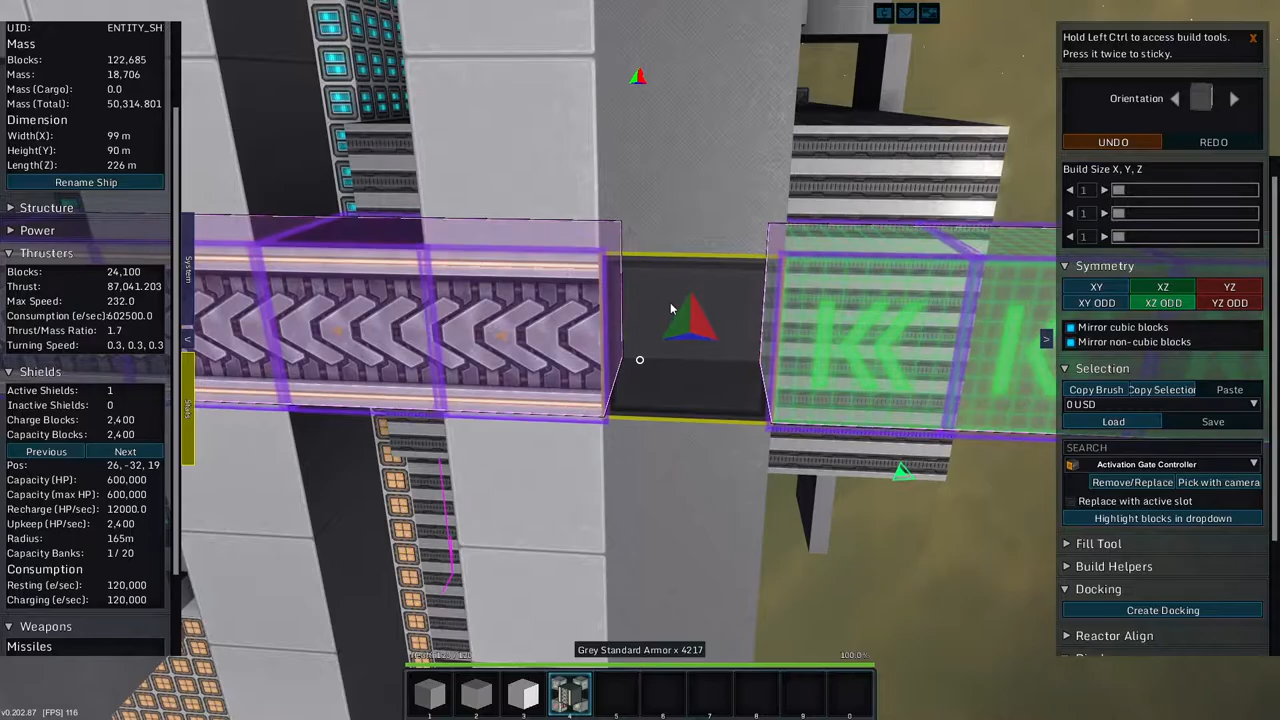 UID: ENTITY_SH
Mass
Blocks: 122,685
Mass: 18,706
Mass (Cargo): 0.0
Mass (Total): 50,314.801
Dimension
Width(X): 99 m
Height(Y): 90 m
Length(Z): 226 m
Rename Ship
Structure
Power
Thrusters
Blocks: 24,100
Thrust: 87,041.203
Max Speed: 232.0
Consumption (e/sec):602500.0
Thrust/Mass Ratio: 1.7
Turning Speed: 0.3, 0.3, 0.3
Shields
Active Shields: 1
Inactive Shields: 0
Charge Blocks: 2,400
Capacity Blocks: 2,400
Previous Next
Pos: 26, -32, 19
Capacity (HP): 600,000
Capacity (max HP): 600,000
Recharge (HP/sec): 12000.0
Upkeep (HP/sec): 2,400
Radius: 165m
Capacity Banks: 1 / 20
Consumption
Resting (e/sec): 120,000
Charging (e/sec): 120,000
Weapons
Missiles
v0.202.87 [FPS] 116
System
V
Stats
Grey Standard Armor x 4217
100.0%
1 2 3 4 5 6 7 8 9 0
Hold Left Ctrl to access build tools. X
Press it twice to sticky.
Orientation
UNDO REDO
Build Size X, Y, Z
1
1
1
Symmetry
XY XZ YZ
XY ODD XZ ODD YZ ODD
Mirror cubic blocks
Mirror non-cubic blocks
>
Selection
Copy Brush Copy Selection Paste
0 USD
Load Save
SEARCH
Activation Gate Controller
Remove/Replace Pick with camera
Replace with active slot
Highlight blocks in dropdown
Fill Tool
Build Helpers
Docking
Create Docking
Reactor Align